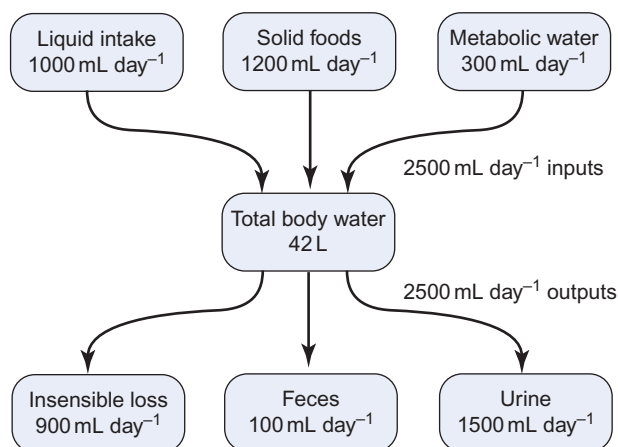 Liquid intake
1000 mL day⁻¹
Solid foods
1200 mL day⁻¹
Metabolic water
300 mL day⁻¹
2500 mL day⁻¹ inputs
Total body water
42 L
2500 mL day⁻¹ outputs
Insensible loss
900 mL day⁻¹
Feces
100 mL day⁻¹
Urine
1500 mL day⁻¹